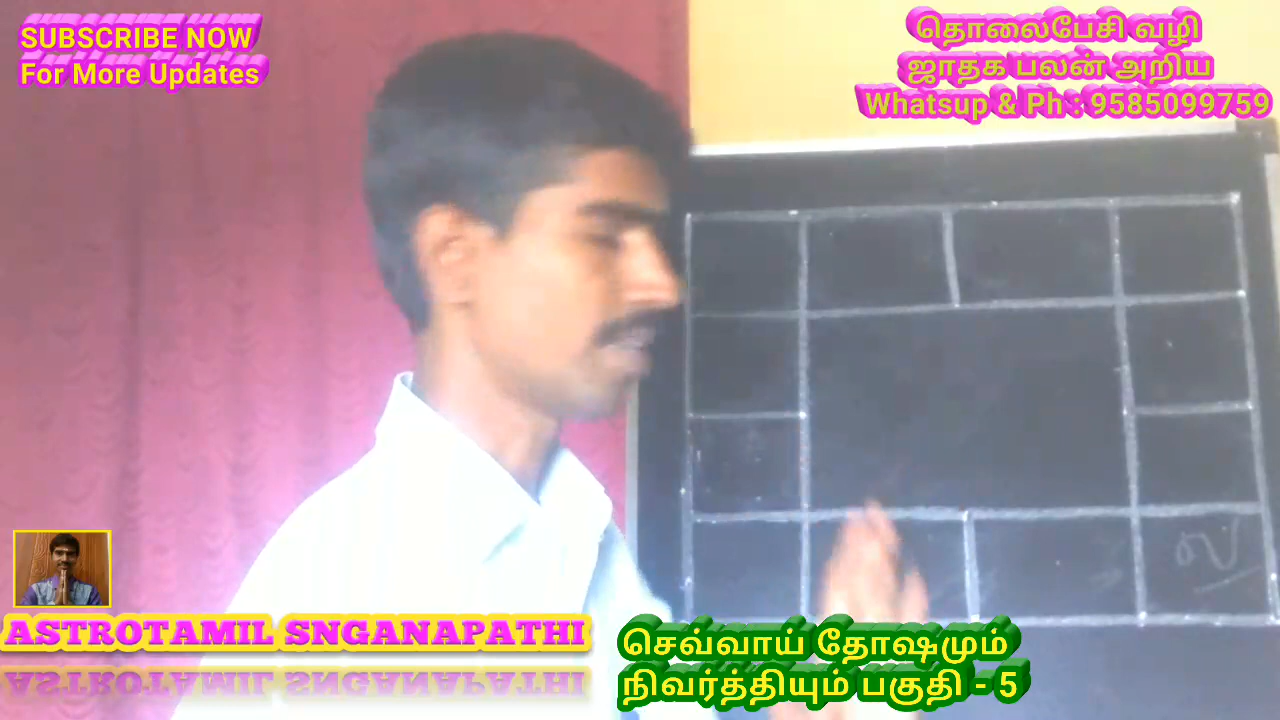 SUBSCRIBE NOW
For More Updates
தொலைபேசி வழி
ஜாதக பலன் அறிய
Whatsup & Ph : 9585099759
ல
ASTROTAMIL SNGANAPATHI
செவ்வாய் தோஷமும்
நிவர்த்தியும் பகுதி - 5